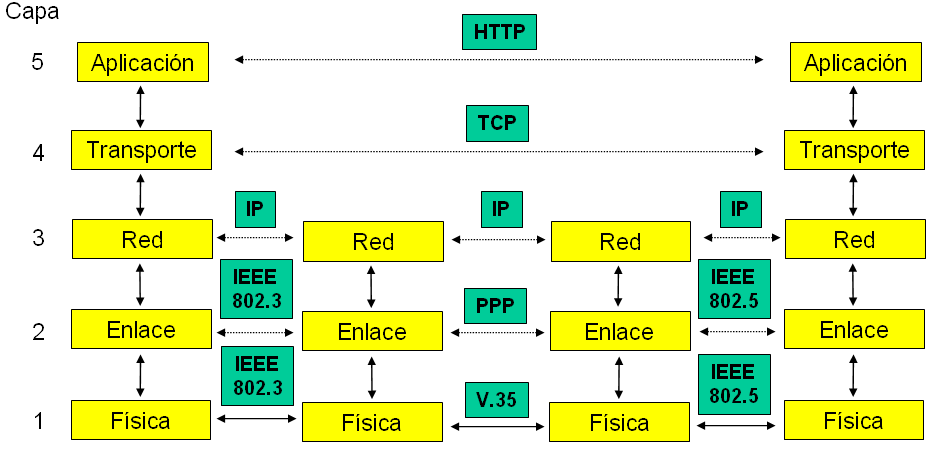 Capa
HTTP
5 Aplicación Aplicación
TCP
4 Transporte Transporte
IP IP IP
3 Red Red Red Red
IEEE
802.3
IEEE
802.5
PPP
2 Enlace Enlace Enlace Enlace
IEEE
802.3
V.35
IEEE
802.5
1 Física Física Física Física